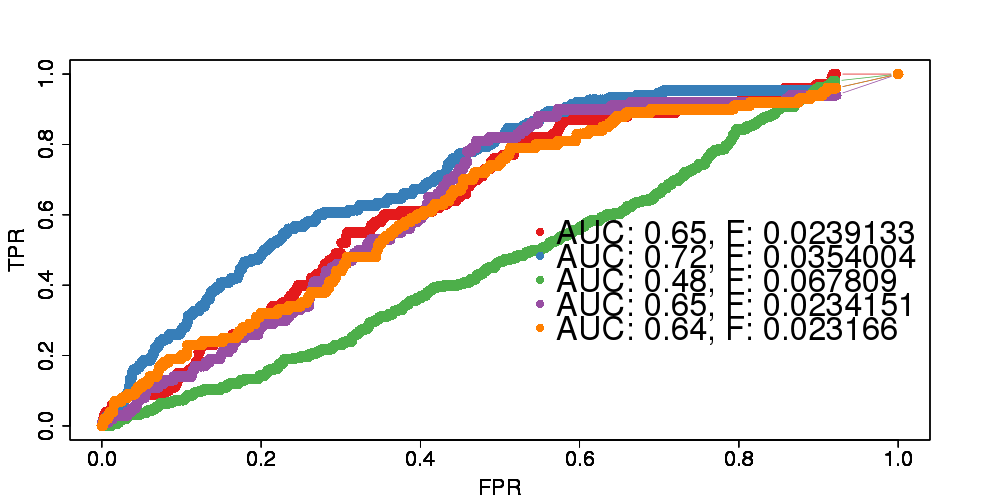 TPR
1.0
0.8
0.6
0.4
0.2
0.0
AUC: 0.65, F: 0.0239133
AUC: 0.72, F: 0.0354004
AUC: 0.48, F: 0.067809
AUC: 0.65, F: 0.0234151
AUC: 0.64, F: 0.023166
0.0 0.2 0.4 0.6 0.8 1.0
FPR